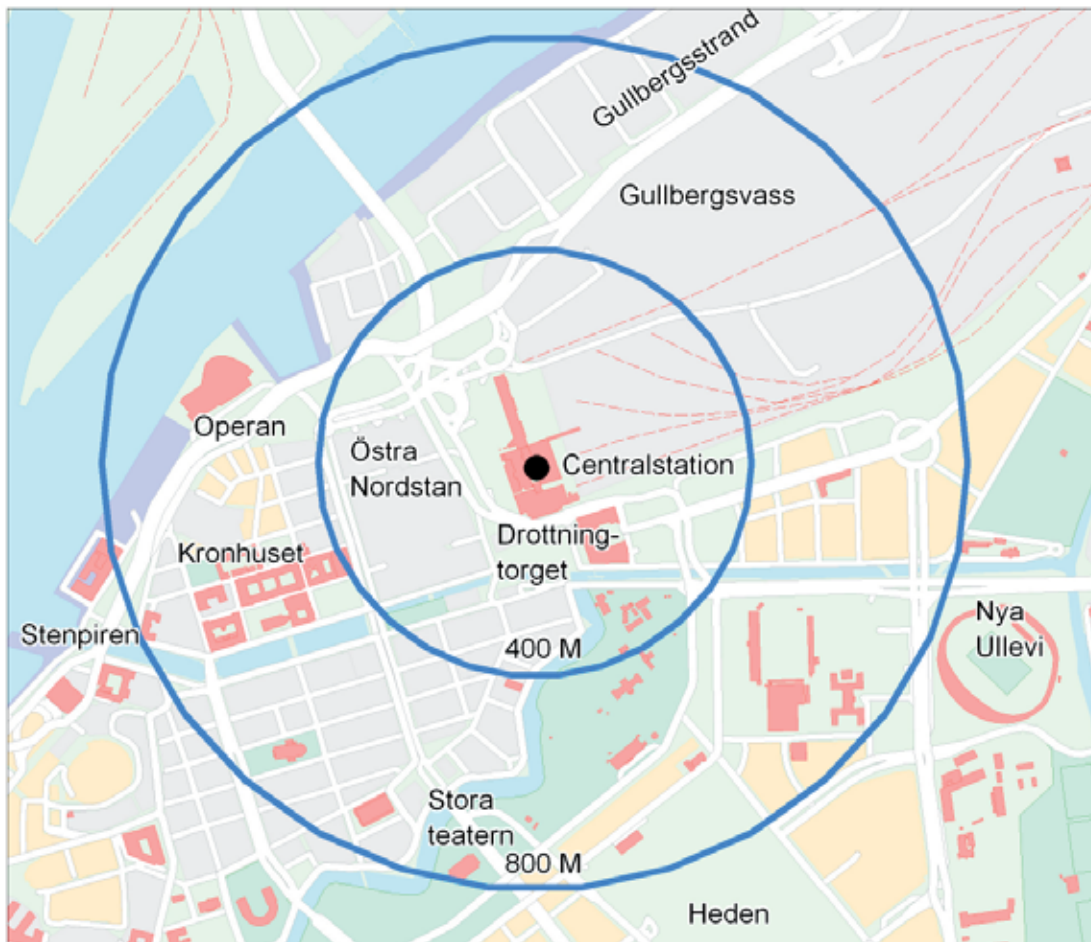 Gullbergsstrand
Gullbergsvass
Operan
Östra
Nordstan
Centralstation
Drottning-
torget
Kronhuset
Stenpiren
Nya
Ullevi
400 M
Stora
teatern
800 M
Heden